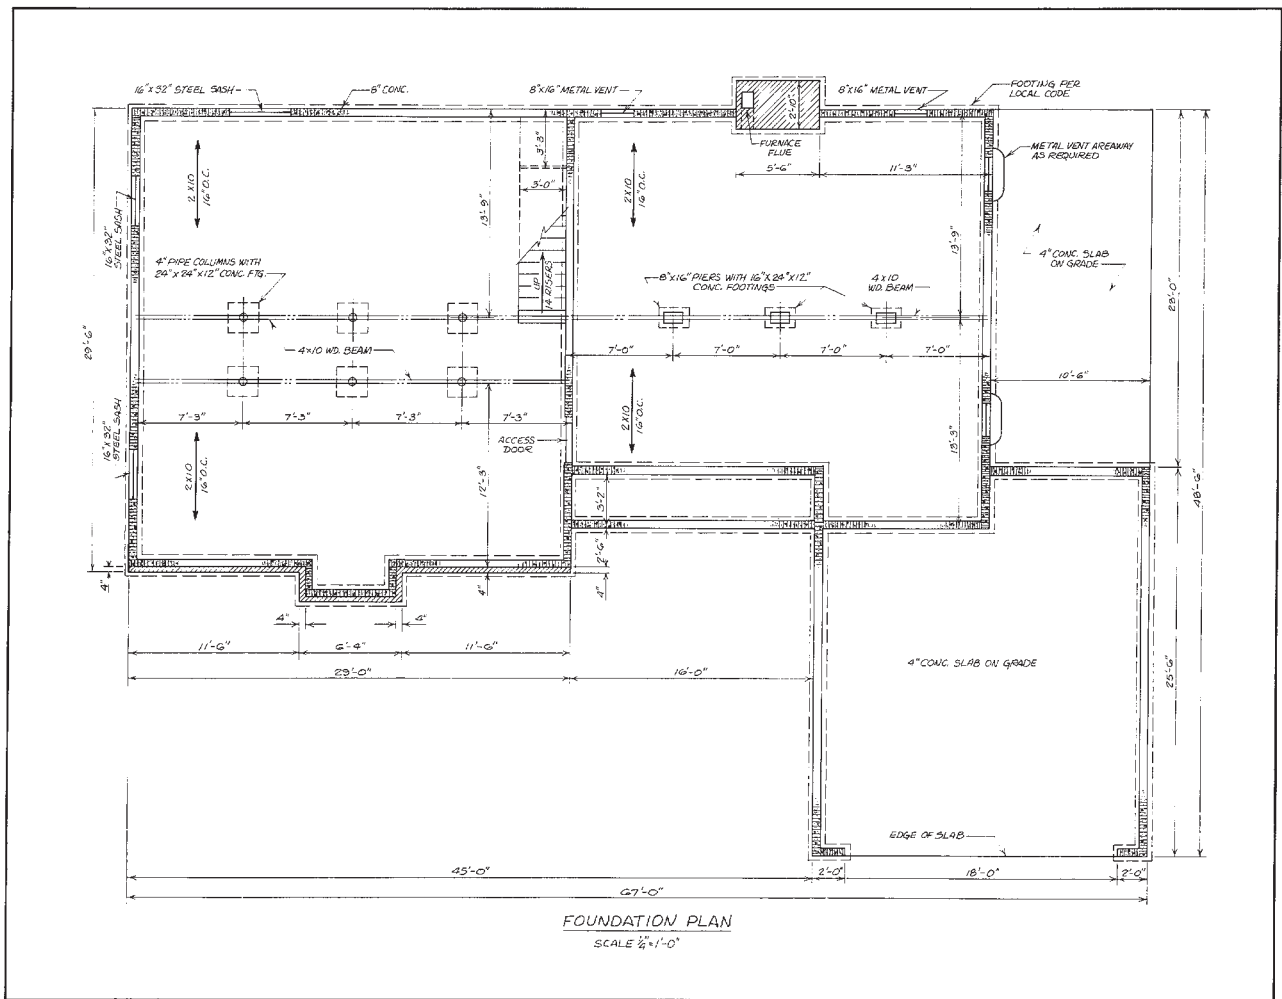 16"x32" STEEL SASH
8" CONC.
8"x16" METAL VENT
8"x16" METAL VENT
FOOTING PER
LOCAL CODE
2'-10"
FURNACE
FLUE
METAL VENT AREAWAY
AS REQUIRED
3'-3"
5'-6"
11'-3"
2x10
16" O.C.
3'-0"
2x10
16" O.C.
13'-9"
13'-9"
16"x32"
STEEL SASH
4" PIPE COLUMNS WITH
24"x24"x12" CONC. FTG.
UP
14 RISERS
8"x16" PIERS WITH 16"x24"x12"
CONC. FOOTINGS
4x10
WD. BEAM
4" CONC. SLAB
ON GRADE
23'-0"
29'-6"
4x10 WD. BEAM
7'-0"
7'-0"
7'-0"
7'-0"
10'-6"
7'-3"
7'-3"
7'-3"
7'-3"
2x10
16" O.C.
16"x32"
STEEL SASH
ACCESS
DOOR
13'-3"
2x10
16" O.C.
12'-3"
3'-2"
48'-6"
2'-6"
4"
4"
4"
4"
4"
11'-6"
6'-4"
11'-6"
29'-0"
16'-0"
4" CONC. SLAB ON GRADE
25'-6"
EDGE OF SLAB
45'-0"
2'-0"
18'-0"
2'-0"
67'-0"
FOUNDATION PLAN
SCALE ¼"=1'-0"